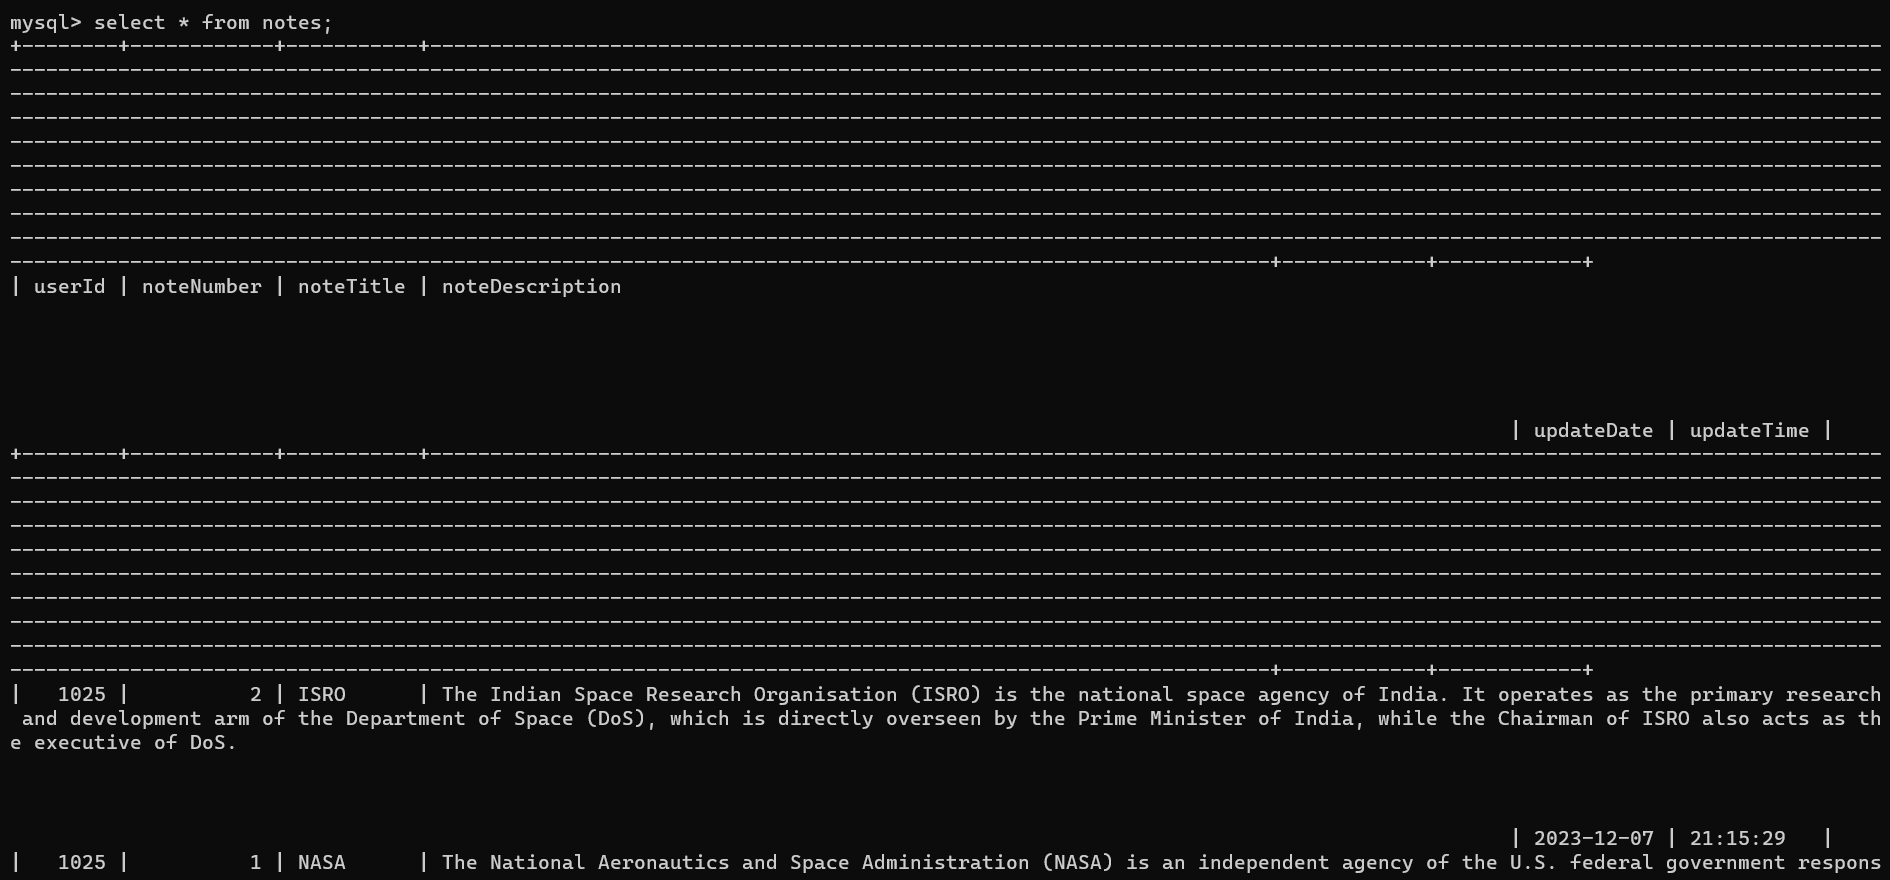 mysql> select * from notes;
| userId | noteNumber | noteTitle | noteDescription
| updateDate | updateTime |
|   1025 |          2 | ISRO      | The Indian Space Research Organisation (ISRO) is the national space agency of India. It operates as the primary research
 and development arm of the Department of Space (DoS), which is directly overseen by the Prime Minister of India, while the Chairman of ISRO also acts as th
e executive of DoS.
| 2023-12-07 | 21:15:29   |
|   1025 |          1 | NASA      | The National Aeronautics and Space Administration (NASA) is an independent agency of the U.S. federal government respons